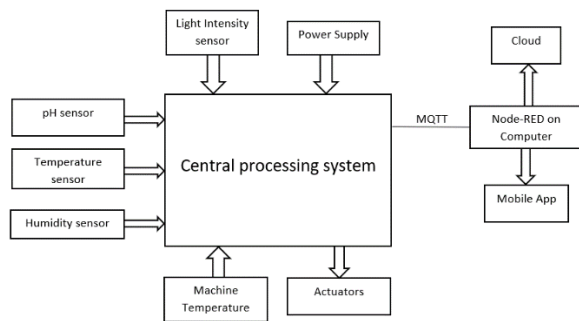 Light Intensity
sensor
Power Supply
Cloud
pH sensor
MQTT
Node-RED on
Computer
Temperature
sensor
Central processing system
Mobile App
Humidity sensor
Machine
Temperature
Actuators